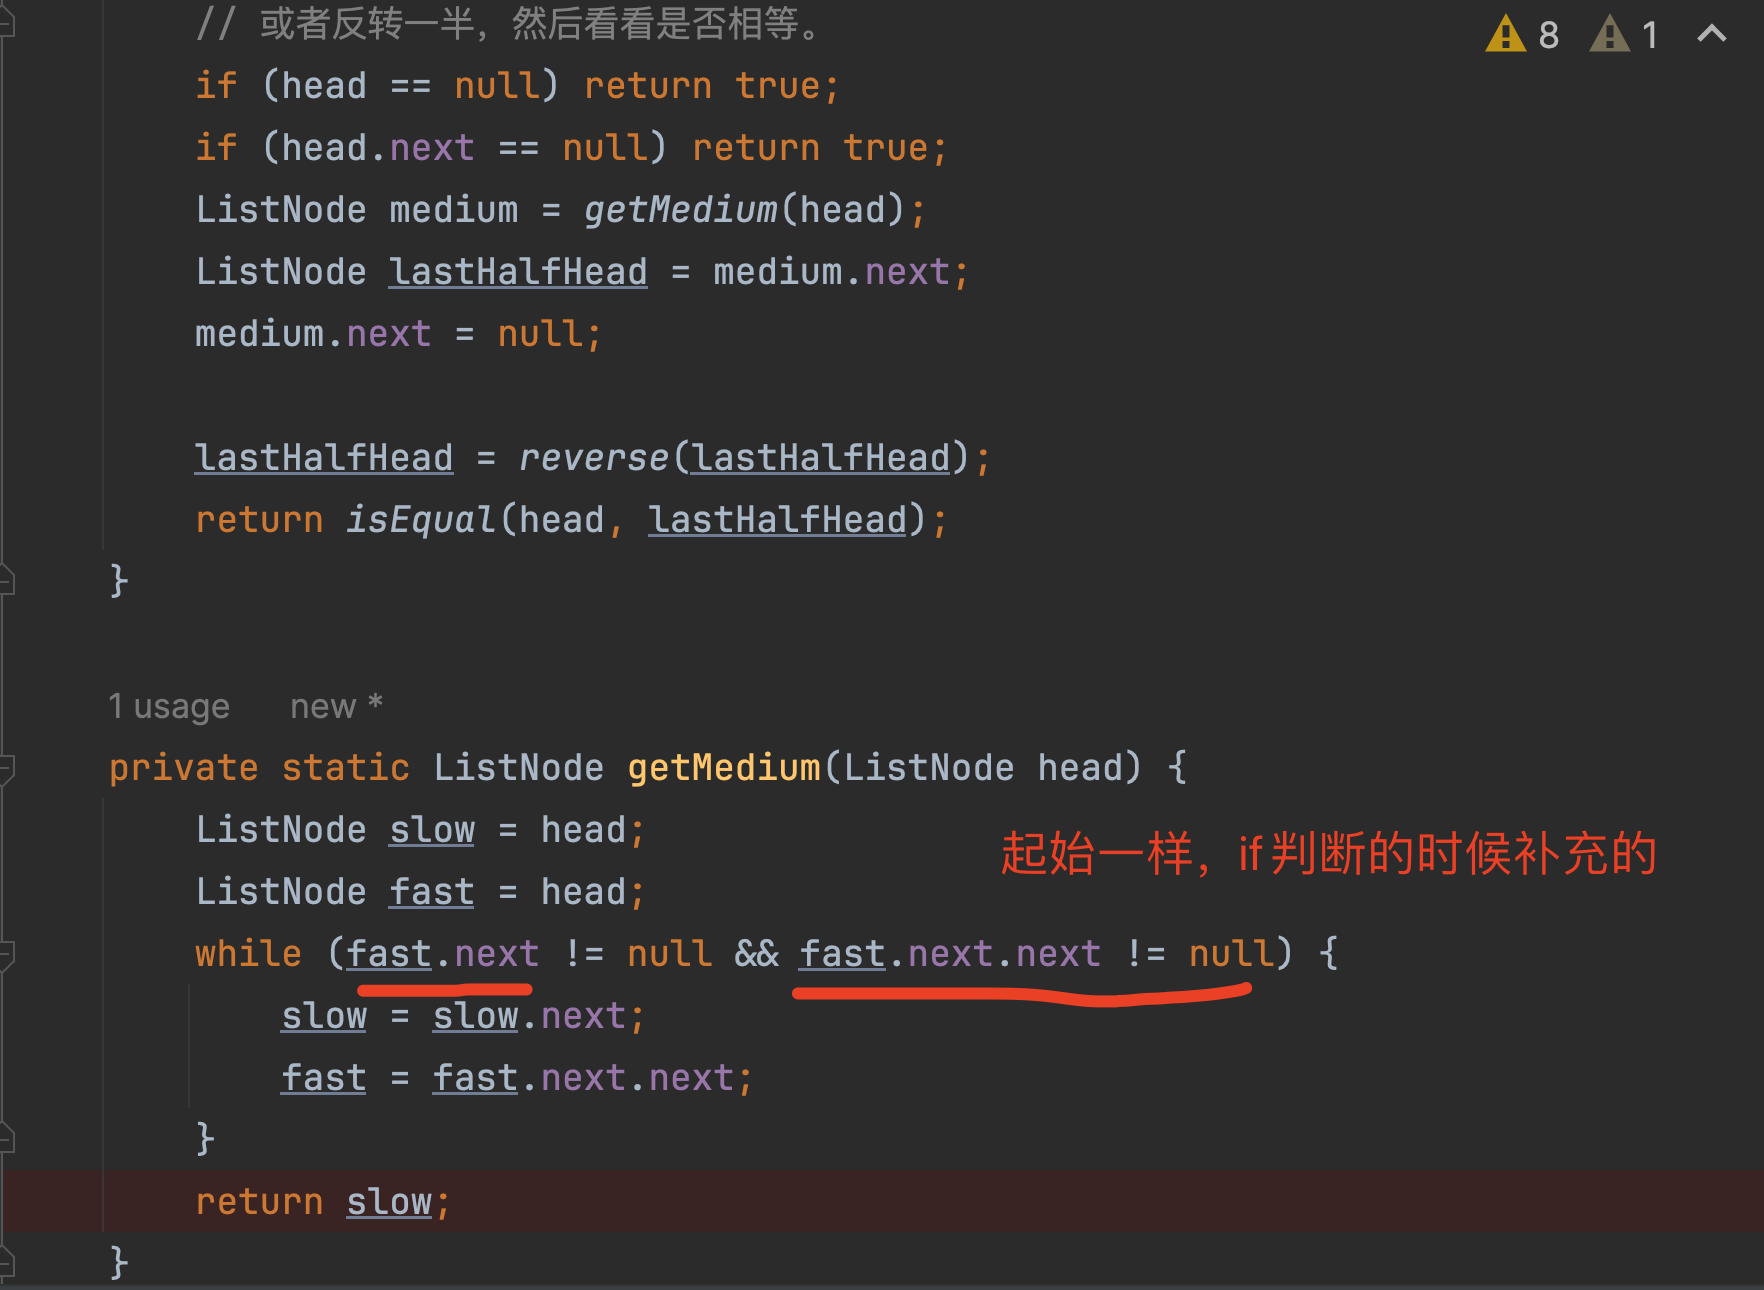 // 或者反转一半，然后看看是否相等。
8 1
if (head == null) return true;
if (head.next == null) return true;
ListNode medium = getMedium(head);
ListNode lastHalfHead = medium.next;
medium.next = null;
lastHalfHead = reverse(lastHalfHead);
return isEqual(head, lastHalfHead);
}
1 usage new *
private static ListNode getMedium(ListNode head) {
ListNode slow = head;
起始一样，if判断的时候补充的
ListNode fast = head;
while (fast.next != null && fast.next.next != null) {
slow = slow.next;
fast = fast.next.next;
}
return slow;
}